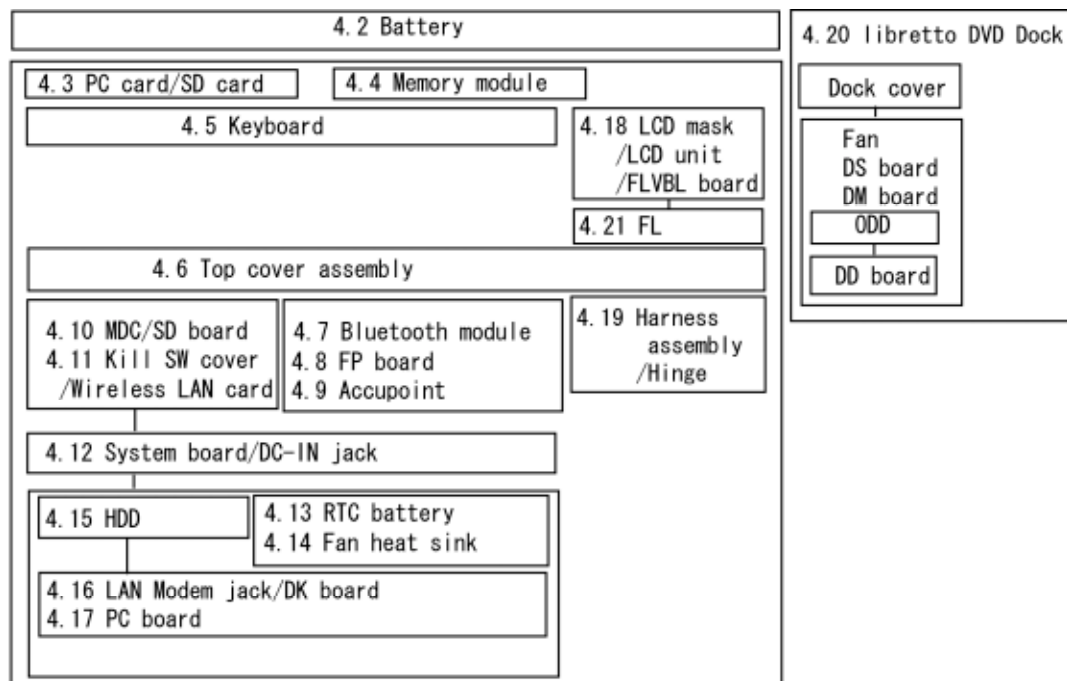 4.2 Battery
4.3 PC card/SD card
4.4 Memory module
4.5 Keyboard
4.18 LCD mask
/LCD unit
/FLVBL board
4.21 FL
4.6 Top cover assembly
4.10 MDC/SD board
4.11 Kill SW cover
/Wireless LAN card
4.7 Bluetooth module
4.8 FP board
4.9 Accupoint
4.19 Harness
assembly
/Hinge
4.12 System board/DC-IN jack
4.15 HDD
4.13 RTC battery
4.14 Fan heat sink
4.16 LAN Modem jack/DK board
4.17 PC board
4.20 libretto DVD Dock
Dock cover
Fan
DS board
DM board
ODD
DD board